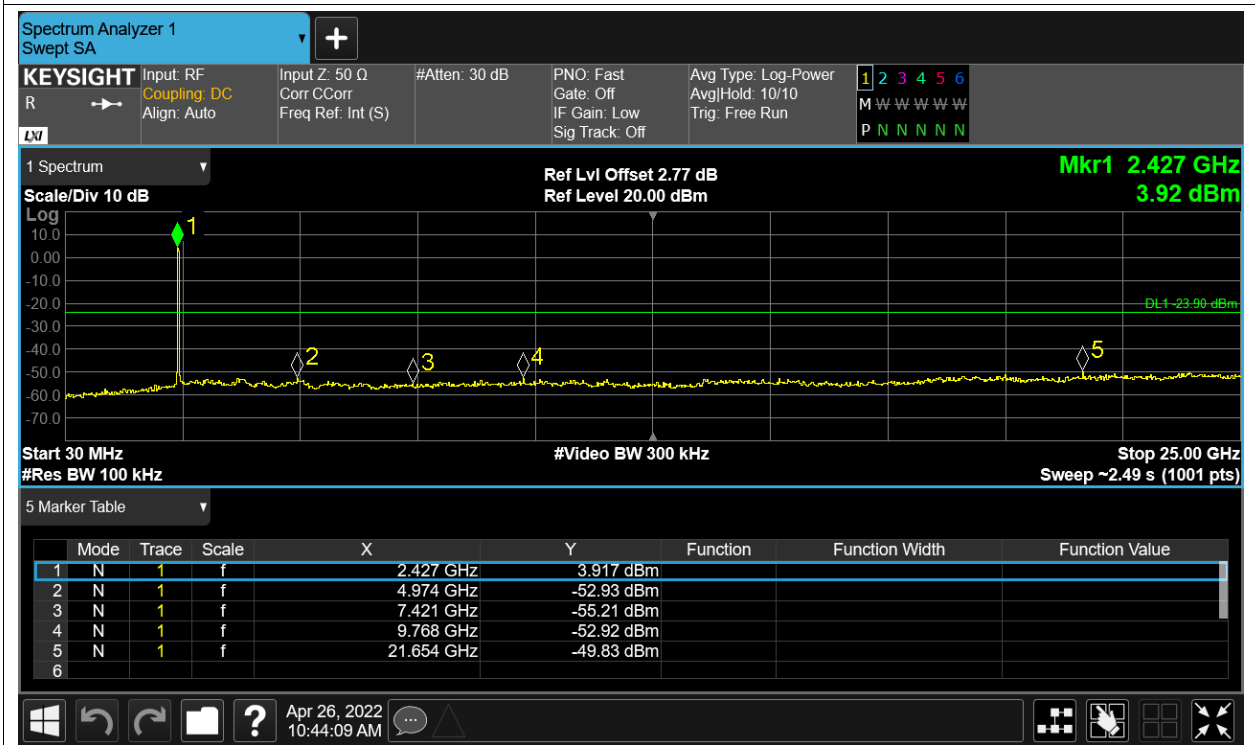 Spectrum Analyzer 1
Swept SA
KEYSIGHT
R
LXI
Input: RF
Coupling: DC
Align: Auto
Input Z: 50 Ω
Corr CCorr
Freq Ref: Int (S)
#Atten: 30 dB
PNO: Fast
Gate: Off
IF Gain: Low
Sig Track: Off
Avg Type: Log-Power
Avg|Hold: 10/10
Trig: Free Run
1 2 3 4 5 6
M W W W W W
P N N N N N
1 Spectrum
Scale/Div 10 dB
Ref Lvl Offset 2.77 dB
Ref Level 20.00 dBm
Mkr1 2.427 GHz
3.92 dBm
Log
10.0
0.00
-10.0
-20.0
-30.0
-40.0
-50.0
-60.0
-70.0
1
DL1 -23.90 dBm
2
3
4
5
Start 30 MHz
#Video BW 300 kHz
Stop 25.00 GHz
#Res BW 100 kHz
Sweep ~2.49 s (1001 pts)
5 Marker Table
Mode Trace Scale X Y Function Function Width Function Value
1 N 1 f 2.427 GHz 3.917 dBm
2 N 1 f 4.974 GHz -52.93 dBm
3 N 1 f 7.421 GHz -55.21 dBm
4 N 1 f 9.768 GHz -52.92 dBm
5 N 1 f 21.654 GHz -49.83 dBm
6
?
Apr 26, 2022
10:44:09 AM